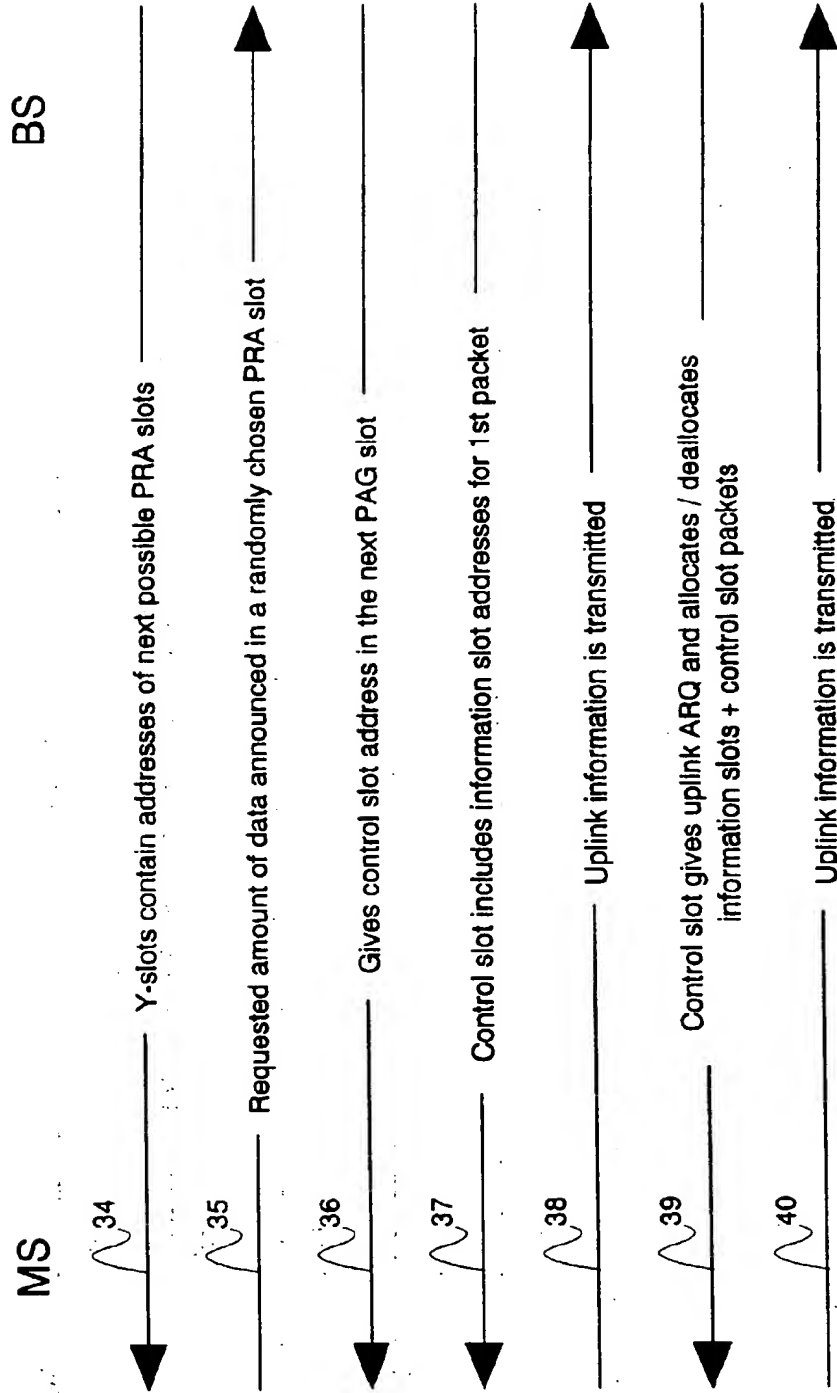 MS BS
34 Y-slots contain addresses of next possible PRA slots
35 Requested amount of data announced in a randomly chosen PRA slot
36 Gives control slot address in the next PAG slot
37 Control slot includes information slot addresses for 1st packet
38 Uplink information is transmitted
39 Control slot gives uplink ARQ and allocates / deallocates
information slots + control slot packets
40 Uplink information is transmitted